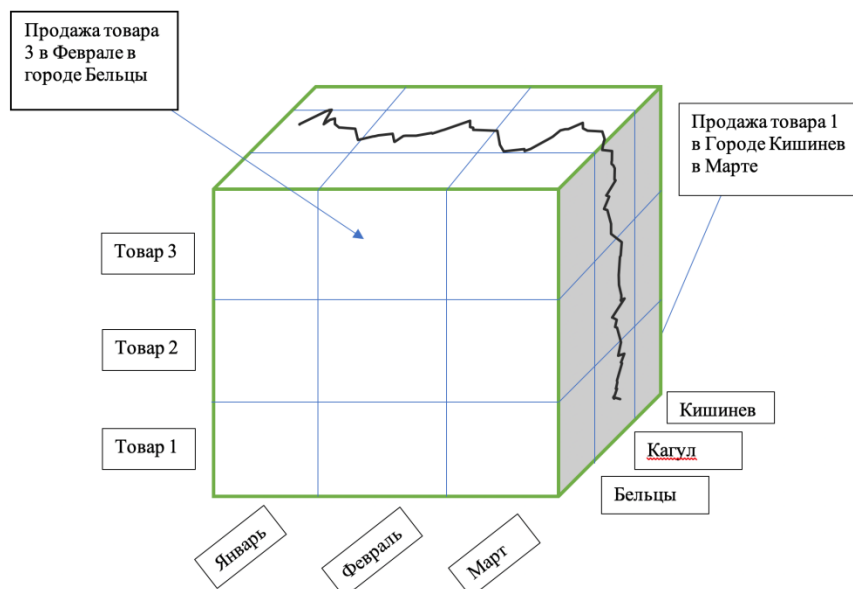 Продажа товара
3 в Феврале в
городе Бельцы
Продажа товара 1
в Городе Кишинев
в Марте
Товар 3
Товар 2
Товар 1
Кишинев
Кагул
Бельцы
Январь
Февраль
Март